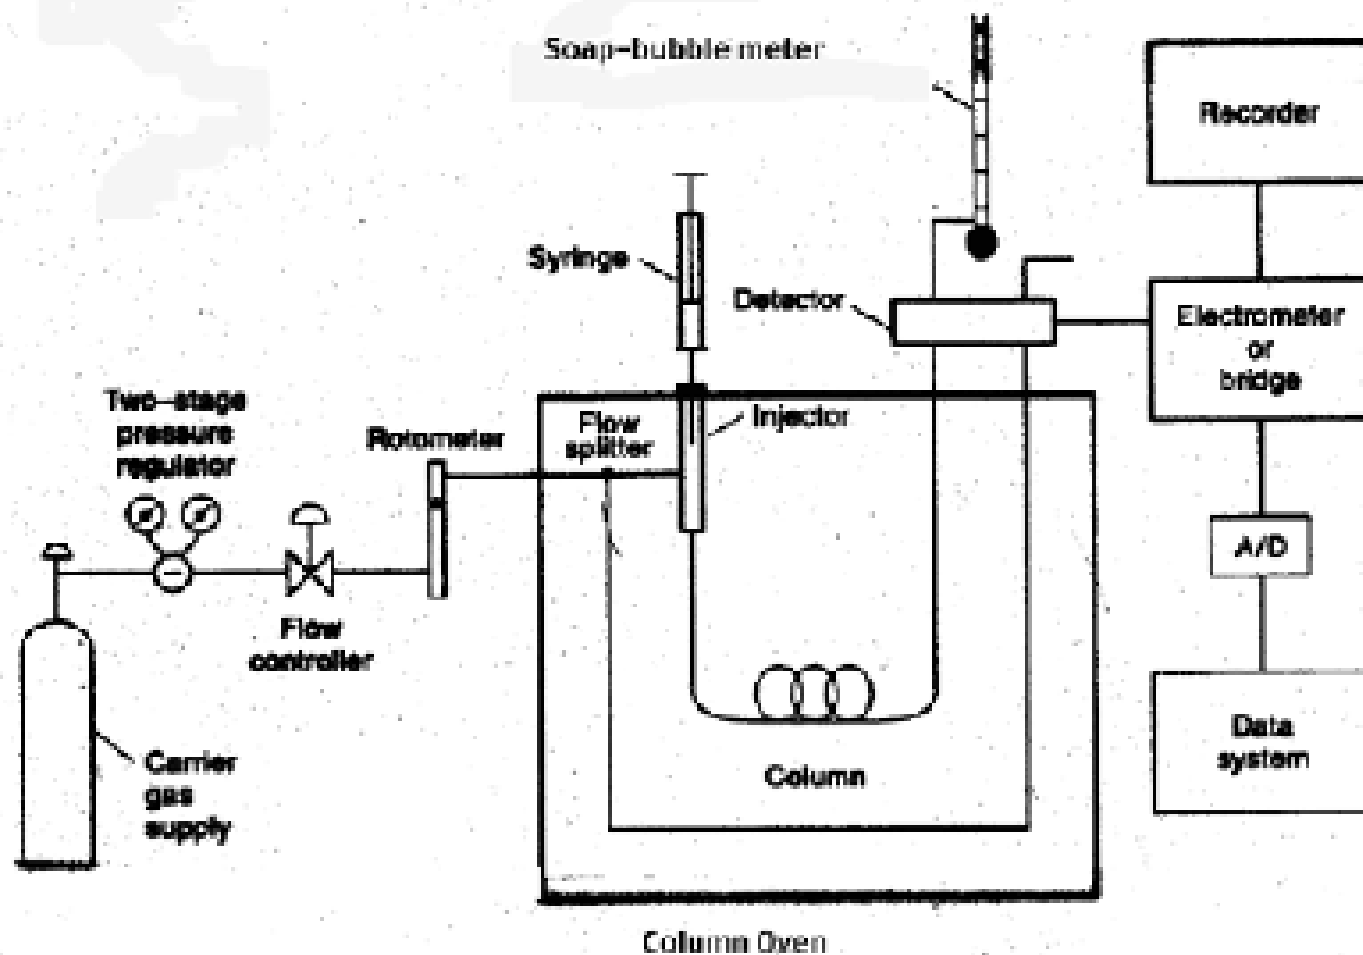 Soap-bubble meter
Recorder
Syringe
Detector
Electrometer
or
bridge
Two-stage
pressure
regulator
Rotometer
Flow
splitter
Injector
A/D
Flow
controller
Carrier
gas
supply
Column
Data
system
Column Oven